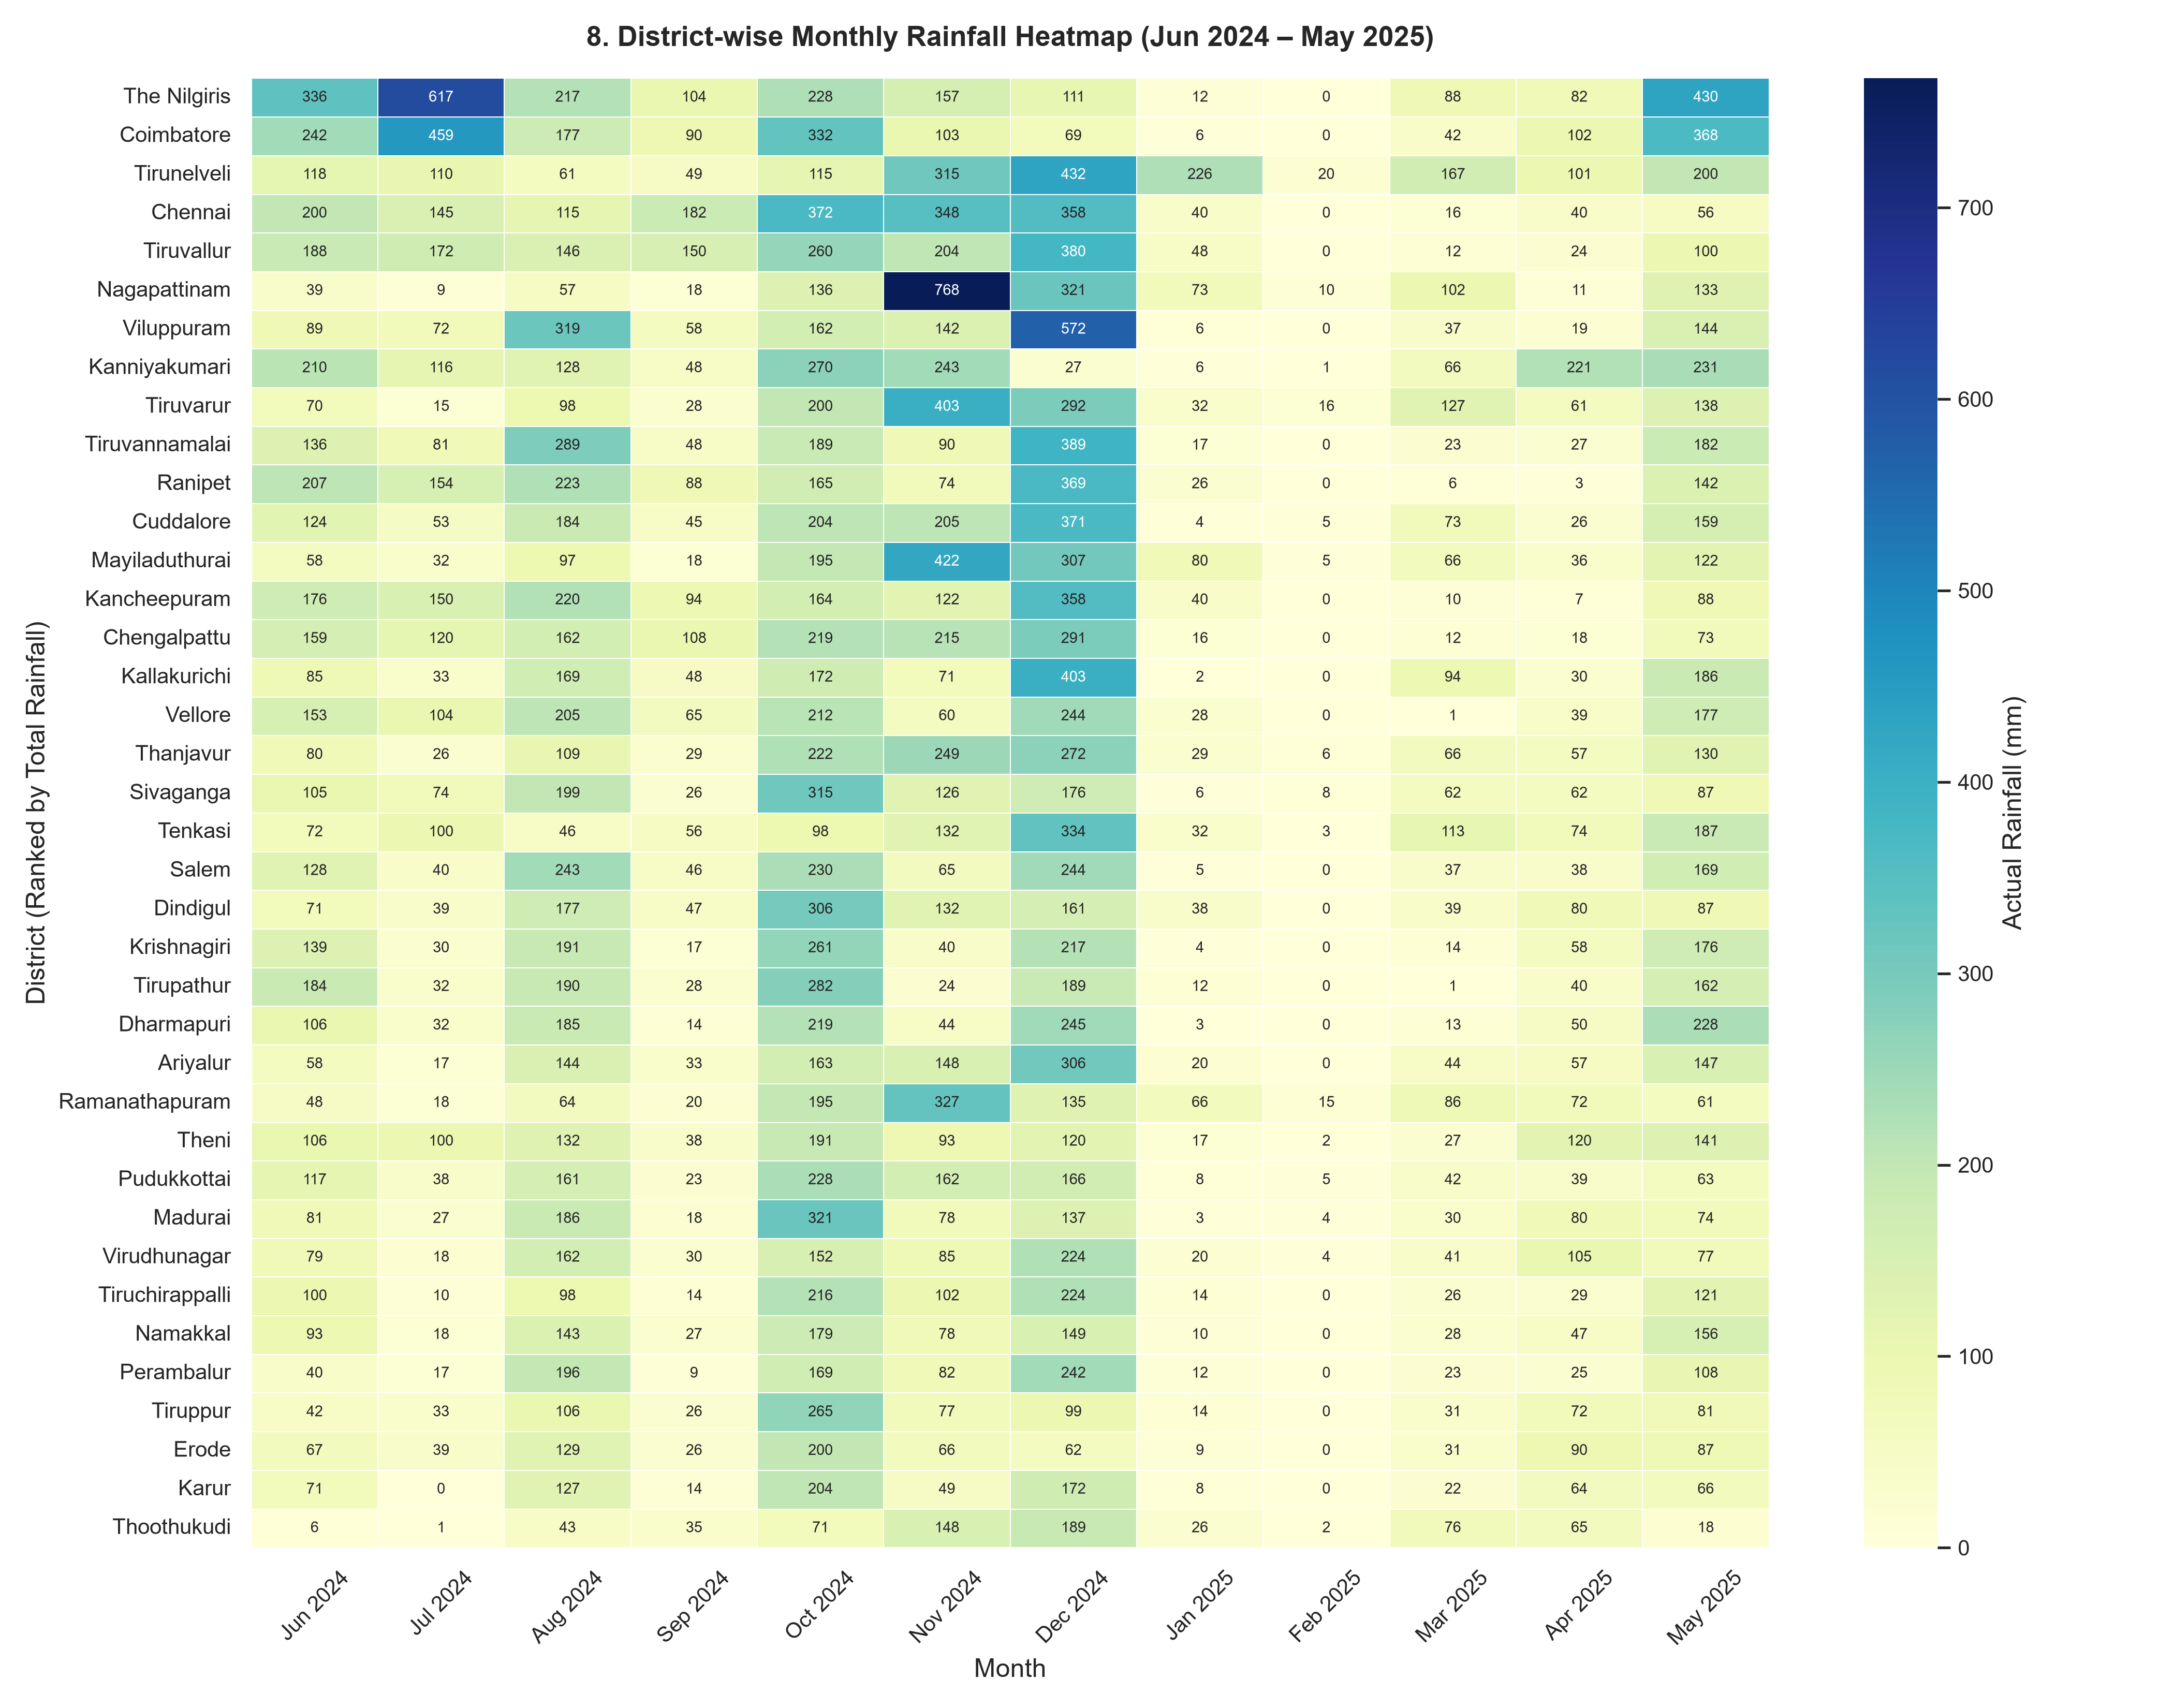 8. District-wise Monthly Rainfall Heatmap (Jun 2024 – May 2025)
The Nilgiris 336 617 217 104 228 157 111 12 0 88 82 430
Coimbatore 242 459 177 90 332 103 69 6 0 42 102 368
Tirunelveli 118 110 61 49 115 315 432 226 20 167 101 200
Chennai 200 145 115 182 372 348 358 40 0 16 40 56
Tiruvallur 188 172 146 150 260 204 380 48 0 12 24 100
Nagapattinam 39 9 57 18 136 768 321 73 10 102 11 133
Viluppuram 89 72 319 58 162 142 572 6 0 37 19 144
Kanniyakumari 210 116 128 48 270 243 27 6 1 66 221 231
Tiruvarur 70 15 98 28 200 403 292 32 16 127 61 138
Tiruvannamalai 136 81 289 48 189 90 389 17 0 23 27 182
Ranipet 207 154 223 88 165 74 369 26 0 6 3 142
Cuddalore 124 53 184 45 204 205 371 4 5 73 26 159
Mayiladuthurai 58 32 97 18 195 422 307 80 5 66 36 122
Kancheepuram 176 150 220 94 164 122 358 40 0 10 7 88
Chengalpattu 159 120 162 108 219 215 291 16 0 12 18 73
Kallakurichi 85 33 169 48 172 71 403 2 0 94 30 186
Vellore 153 104 205 65 212 60 244 28 0 1 39 177
Thanjavur 80 26 109 29 222 249 272 29 6 66 57 130
Sivaganga 105 74 199 26 315 126 176 6 8 62 62 87
Tenkasi 72 100 46 56 98 132 334 32 3 113 74 187
Salem 128 40 243 46 230 65 244 5 0 37 38 169
Dindigul 71 39 177 47 306 132 161 38 0 39 80 87
Krishnagiri 139 30 191 17 261 40 217 4 0 14 58 176
Tirupathur 184 32 190 28 282 24 189 12 0 1 40 162
Dharmapuri 106 32 185 14 219 44 245 3 0 13 50 228
Ariyalur 58 17 144 33 163 148 306 20 0 44 57 147
Ramanathapuram 48 18 64 20 195 327 135 66 15 86 72 61
Theni 106 100 132 38 191 93 120 17 2 27 120 141
Pudukkottai 117 38 161 23 228 162 166 8 5 42 39 63
Madurai 81 27 186 18 321 78 137 3 4 30 80 74
Virudhunagar 79 18 162 30 152 85 224 20 4 41 105 77
Tiruchirappalli 100 10 98 14 216 102 224 14 0 26 29 121
Namakkal 93 18 143 27 179 78 149 10 0 28 47 156
Perambalur 40 17 196 9 169 82 242 12 0 23 25 108
Tiruppur 42 33 106 26 265 77 99 14 0 31 72 81
Erode 67 39 129 26 200 66 62 9 0 31 90 87
Karur 71 0 127 14 204 49 172 8 0 22 64 66
Thoothukudi 6 1 43 35 71 148 189 26 2 76 65 18
Jun 2024 Jul 2024 Aug 2024 Sep 2024 Oct 2024 Nov 2024 Dec 2024 Jan 2025 Feb 2025 Mar 2025 Apr 2025 May 2025
Month
District (Ranked by Total Rainfall)
700
600
500
400
300
200
100
0
Actual Rainfall (mm)